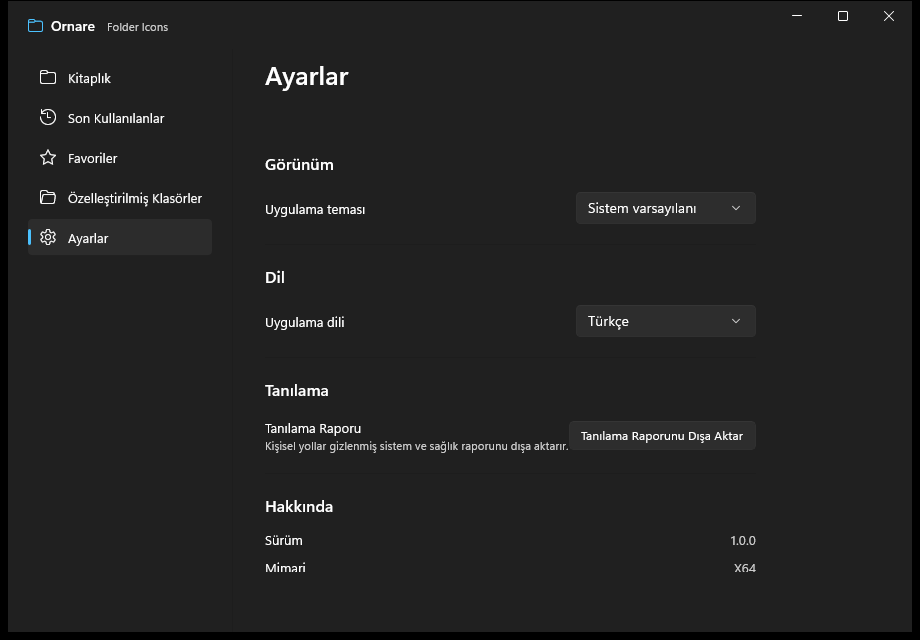 Ornare Folder Icons
Kitaplık
Son Kullanılanlar
Favoriler
Özelleştirilmiş Klasörler
Ayarlar
Ayarlar
Görünüm
Uygulama teması
Sistem varsayılanı
Dil
Uygulama dili
Türkçe
Tanılama
Tanılama Raporu
Kişisel yollar gizlenmiş sistem ve sağlık raporunu dışa aktarır.
Tanılama Raporunu Dışa Aktar
Hakkında
Sürüm
1.0.0
Mimari
X64